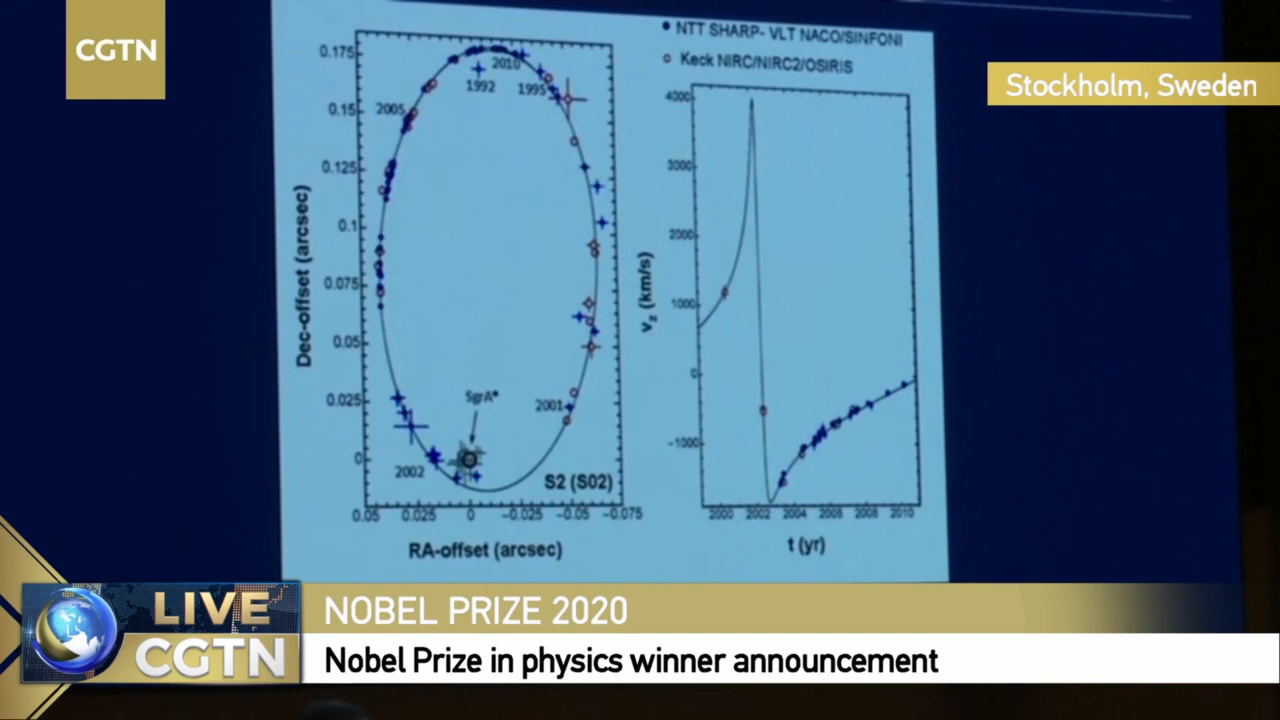 CGTN
Stockholm, Sweden
NTT SHARP- VLT NACO/SINFONI
Keck NIRC/NIRC2/OSIRIS
Dec-offset (arcsec)
0.175
0.15
0.125
0.1
0.075
0.05
0.025
0
2010
1992
1995
2005
SgrA*
2001
2002
S2 (S02)
0.05 0.025 0 -0.025 -0.05 -0.075
RA-offset (arcsec)
vz (km/s)
4000
3000
2000
1000
0
-1000
2000 2002 2004 2006 2008 2010
t (yr)
LIVE
CGTN
NOBEL PRIZE 2020
Nobel Prize in physics winner announcement